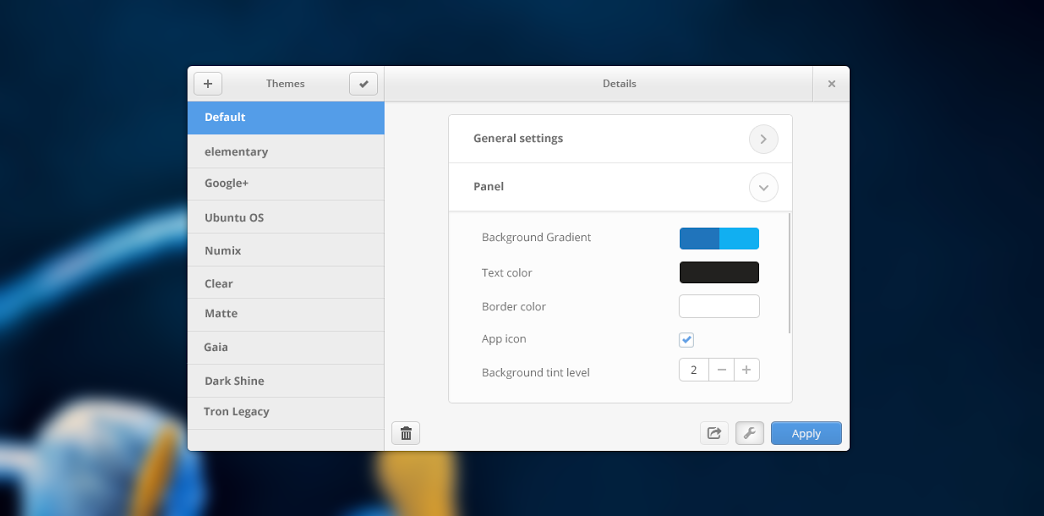 Themes
Details
Default
elementary
Google+
Ubuntu OS
Numix
Clear
Matte
Gaia
Dark Shine
Tron Legacy
General settings
Panel
Background Gradient
Text color
Border color
App icon
Background tint level 2
Apply